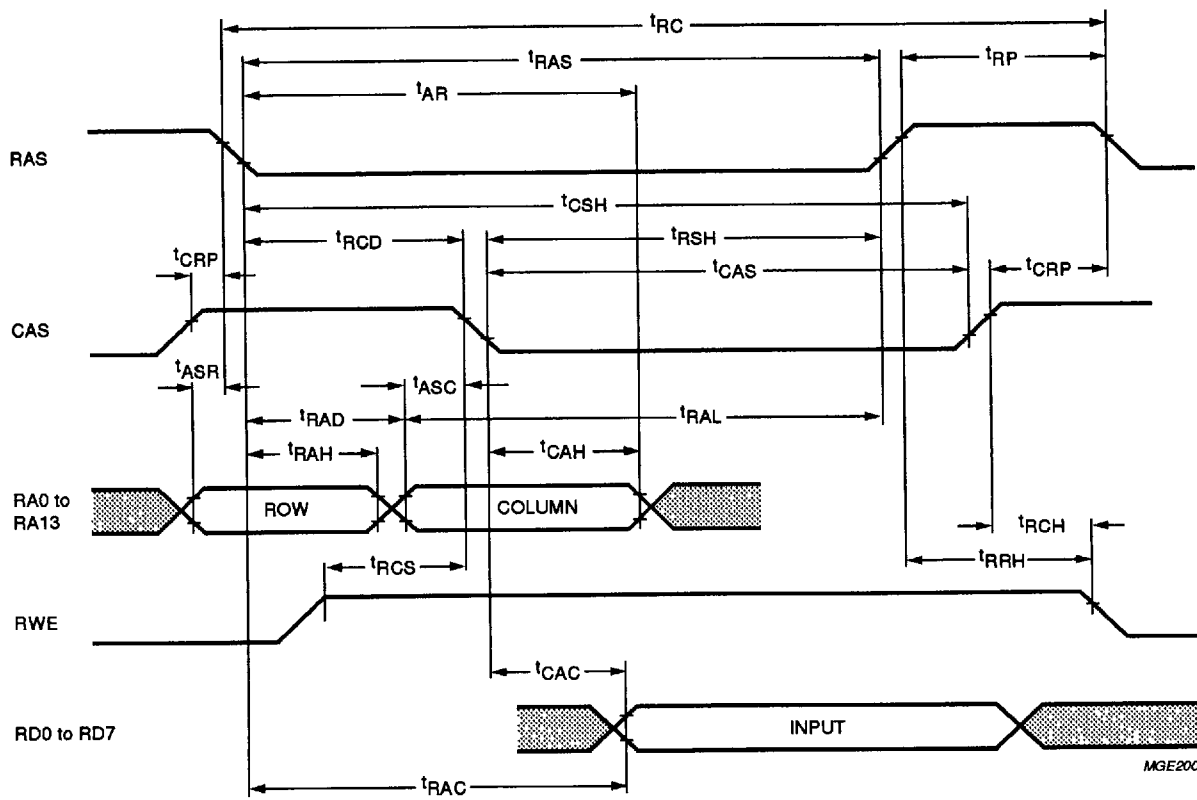 tRC
tRAS
tRP
tAR
RAS
tCSH
tRCD
tRSH
tCRP
tCAS
tCRP
CAS
tASR
tASC
tRAD
tRAL
tRAH
tCAH
RA0 to
RA13
ROW
COLUMN
tRCH
tRCS
tRRH
RWE
tCAC
RD0 to RD7
INPUT
MGE200
tRAC